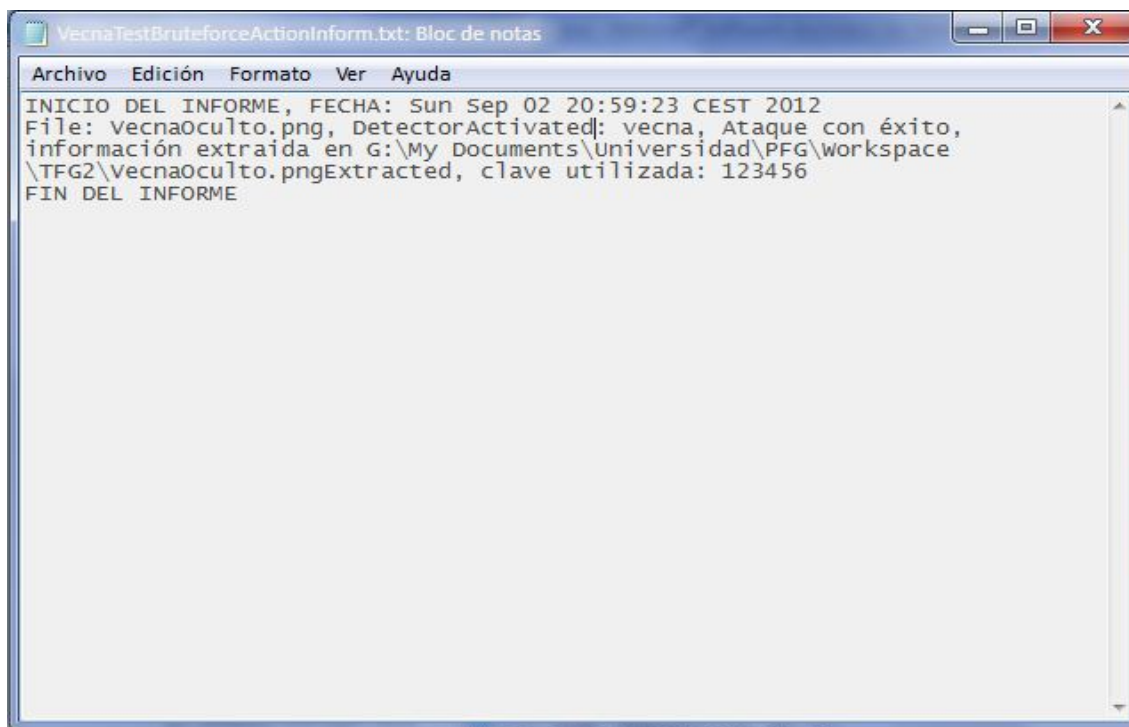 VecnaTestBruteforceActionInform.txt: Bloc de notas
Archivo Edición Formato Ver Ayuda
INICIO DEL INFORME, FECHA: Sun Sep 02 20:59:23 CEST 2012
File: VecnaOculto.png, DetectorActivated: vecna, Ataque con éxito,
información extraida en G:\My Documents\Universidad\PFG\Workspace
\TFG2\VecnaOculto.pngExtracted, clave utilizada: 123456
FIN DEL INFORME